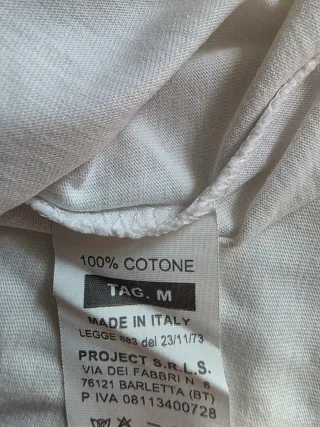 100% COTONE
TAG. M
MADE IN ITALY
LEGGE 883 del 23/11/73
PROJECT S.R.L.S.
VIA DEI FABBRI N 6
76121 BARLETTA (BT)
P IVA 08113400728